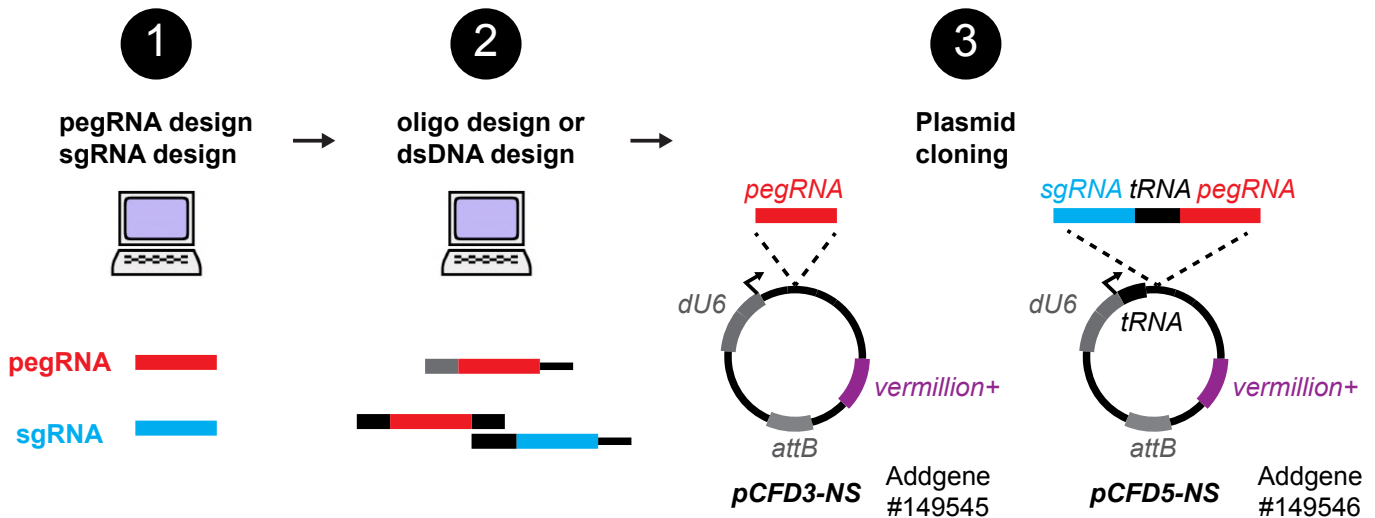 1
2
3
pegRNA design
sgRNA design
oligo design or
dsDNA design
Plasmid
cloning
pegRNA
sgRNA tRNA pegRNA
dU6
vermillion+
attB
pCFD3-NS
Addgene
#149545
dU6
tRNA
vermillion+
attB
pCFD5-NS
Addgene
#149546
pegRNA
sgRNA